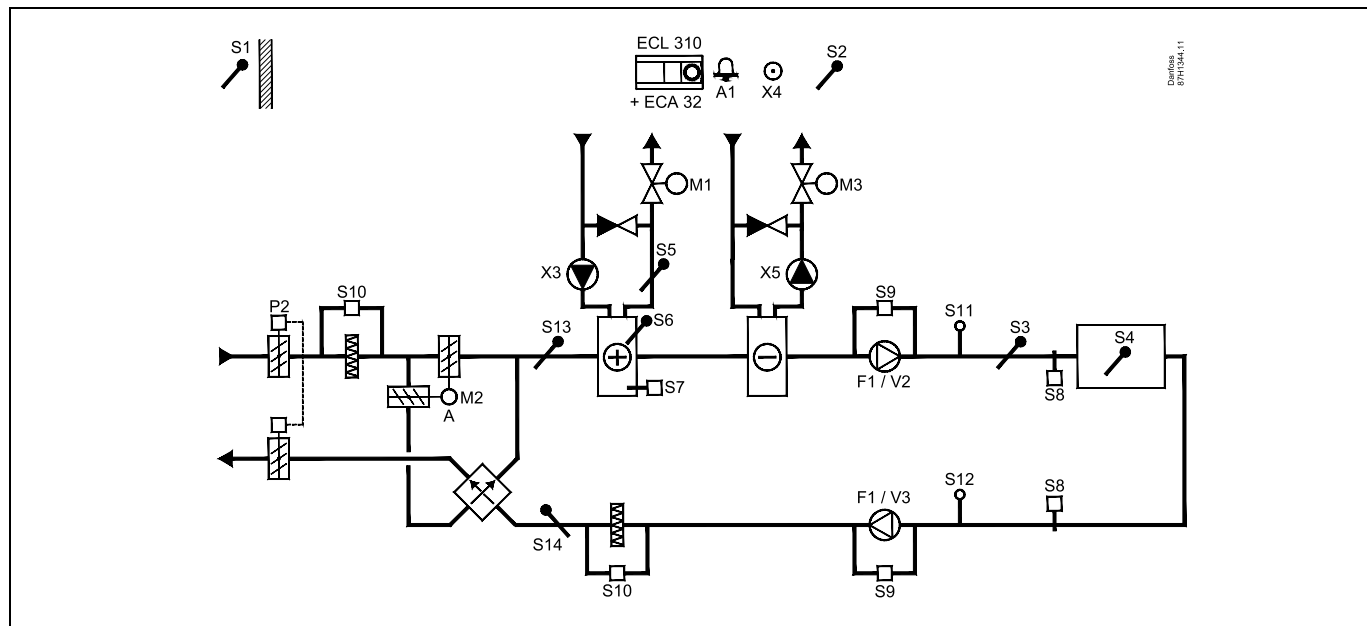 S1
ECL 310
+ ECA 32
A1
X4
S2
Danfoss
87H1344.11
M1
M3
S5
X3
X5
P2
S10
S13
S6
S9
S11
S3
S4
F1 / V2
S7
S8
M2
A
S12
S8
F1 / V3
S14
S10
S9